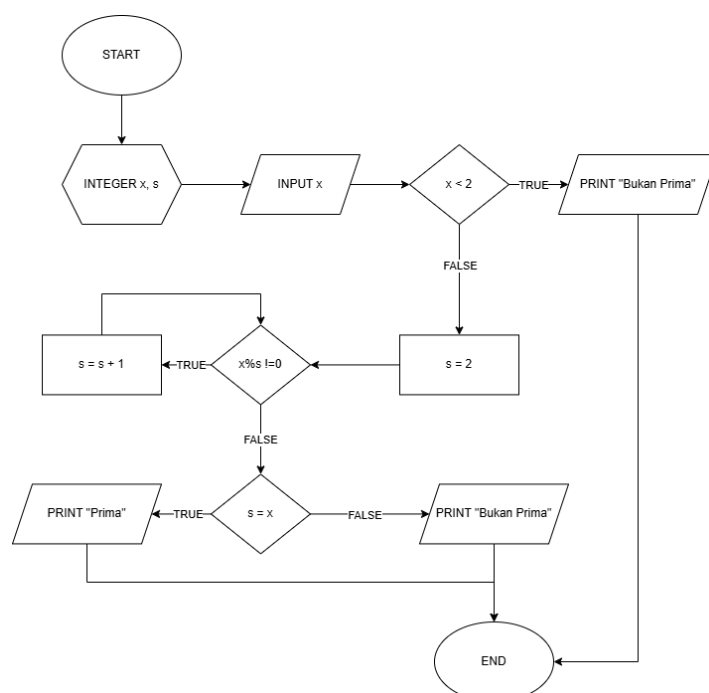 START
INTEGER x, s
INPUT x
x < 2
TRUE
PRINT "Bukan Prima"
FALSE
s = s + 1
TRUE
x%s !=0
s = 2
FALSE
PRINT "Prima"
TRUE
s = x
FALSE
PRINT "Bukan Prima"
END